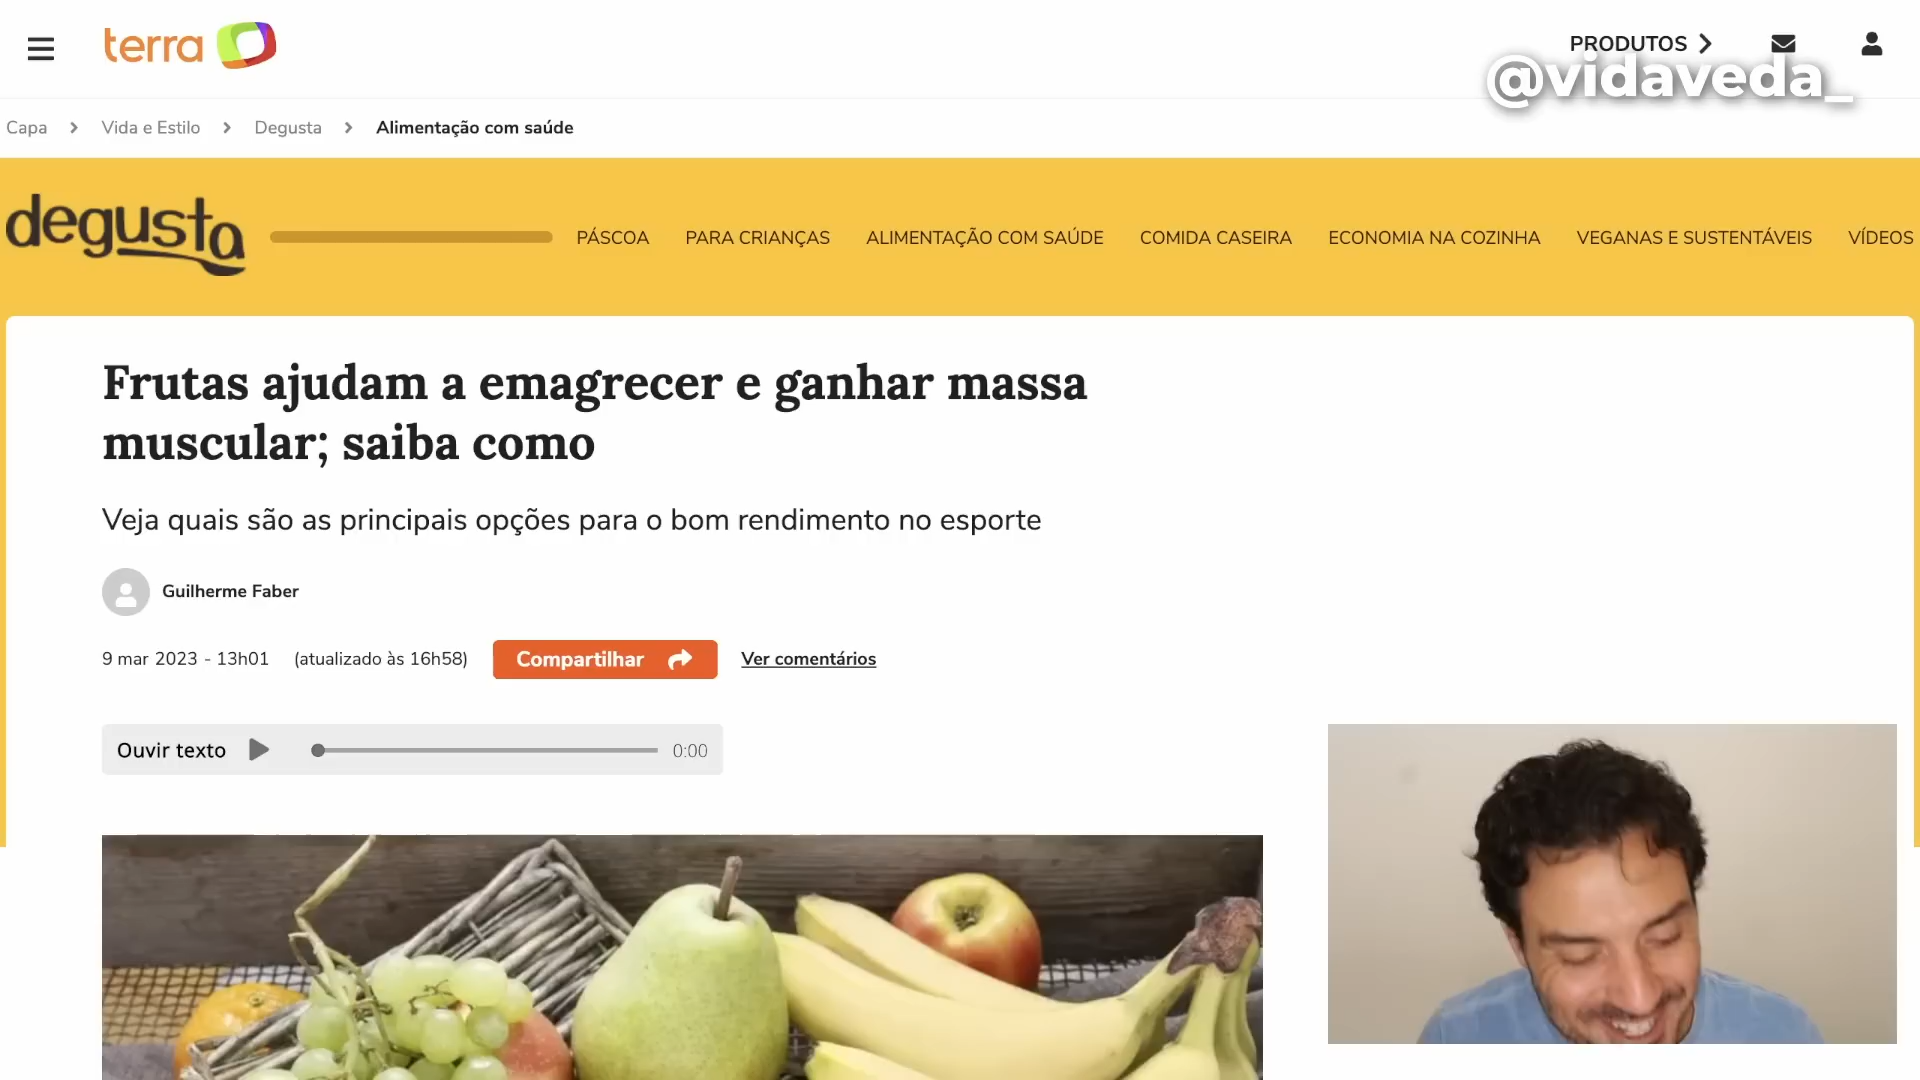 terra
PRODUTOS
@vidaveda_
Capa > Vida e Estilo > Degusta > Alimentação com saúde
degusta
PÁSCOA PARA CRIANÇAS ALIMENTAÇÃO COM SAÚDE COMIDA CASEIRA ECONOMIA NA COZINHA VEGANAS E SUSTENTÁVEIS VÍDEOS
Frutas ajudam a emagrecer e ganhar massa
muscular; saiba como
Veja quais são as principais opções para o bom rendimento no esporte
Guilherme Faber
9 mar 2023 - 13h01 (atualizado às 16h58) Compartilhar Ver comentários
Ouvir texto 0:00